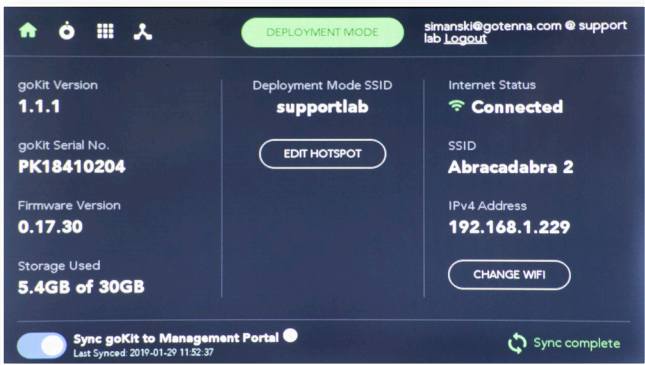 DEPLOYMENT MODE
simanski@gotenna.com @ support
lab Logout
goKit Version
1.1.1
goKit Serial No.
PK18410204
Firmware Version
0.17.30
Storage Used
5.4GB of 30GB
Deployment Mode SSID
supportlab
EDIT HOTSPOT
Internet Status
Connected
SSID
Abracadabra 2
IPv4 Address
192.168.1.229
CHANGE WIFI
Sync goKit to Management Portal
Last Synced: 2019-01-29 11:52:37
Sync complete